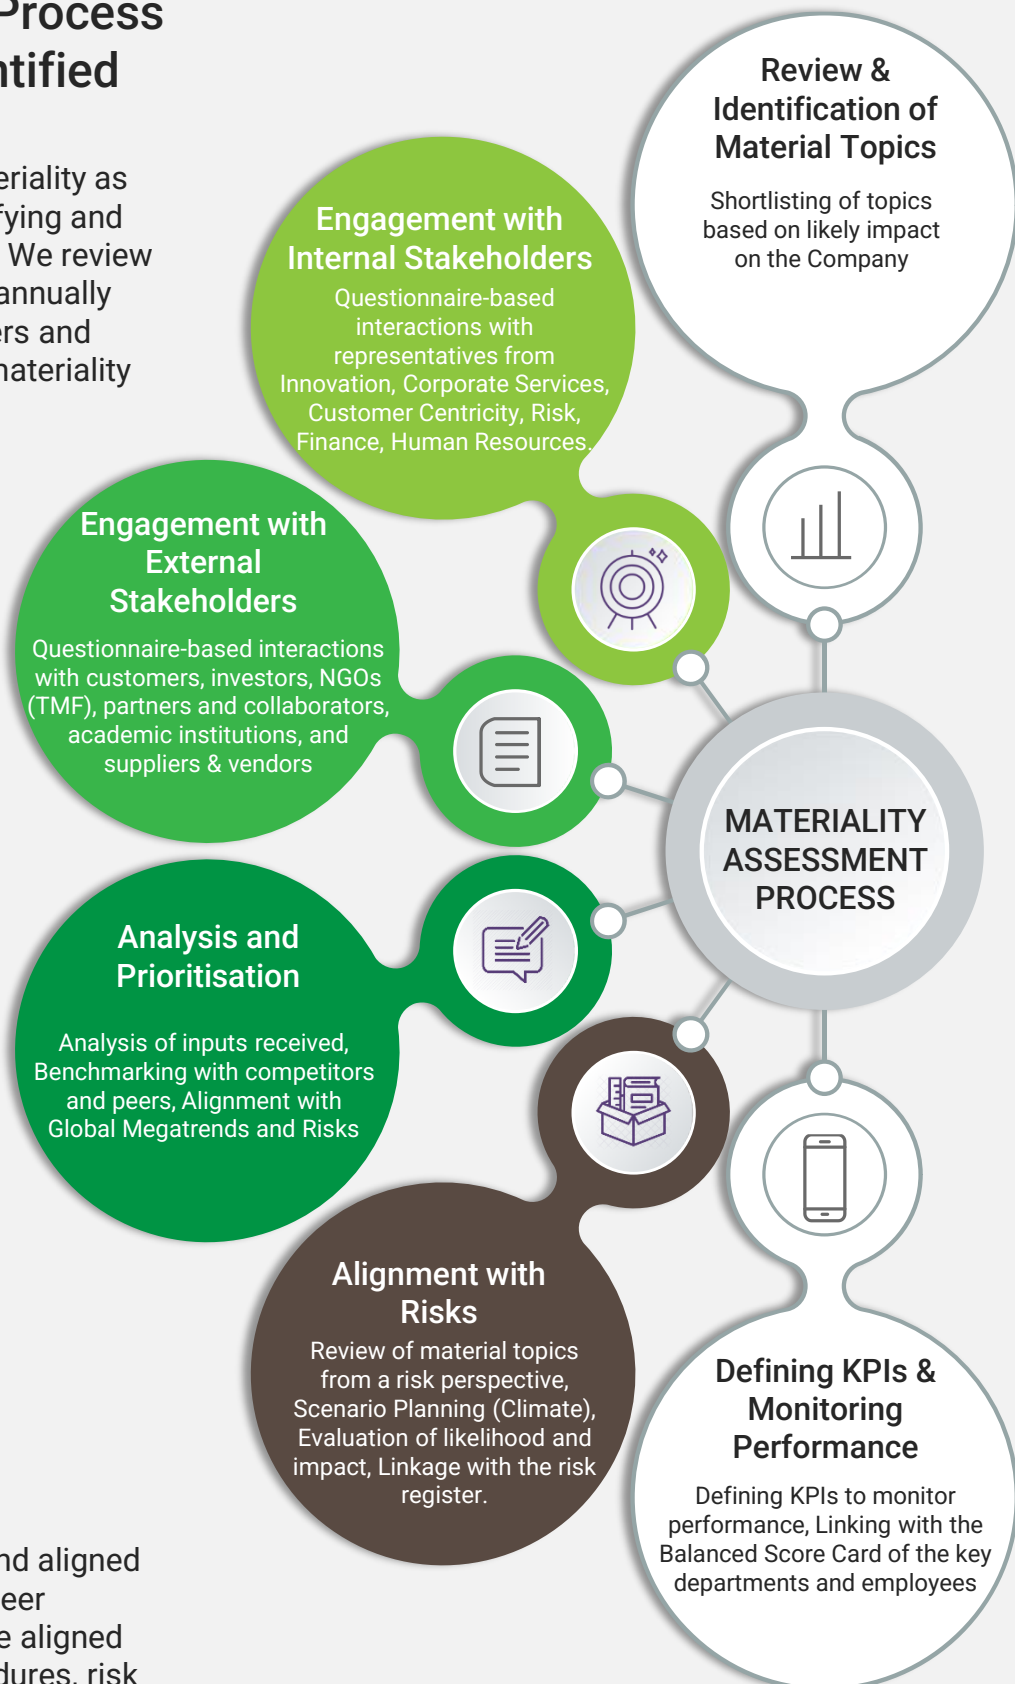 Process
ntified
eriality as
fying and
We review
annually
ers and
materiality
Review &
Identification of
Material Topics
Shortlisting of topics
based on likely impact
on the Company
Engagement with
Internal Stakeholders
Questionnaire-based
interactions with
representatives from
Innovation, Corporate Services,
Customer Centricity, Risk,
Finance, Human Resources.
Engagement with
External
Stakeholders
Questionnaire-based interactions
with customers, investors, NGOs
(TMF), partners and collaborators,
academic institutions, and
suppliers & vendors
MATERIALITY
ASSESSMENT
PROCESS
Analysis and
Prioritisation
Analysis of inputs received,
Benchmarking with competitors
and peers, Alignment with
Global Megatrends and Risks
Alignment with
Risks
Review of material topics
from a risk perspective,
Scenario Planning (Climate),
Evaluation of likelihood and
impact, Linkage with the risk
register.
Defining KPIs &
Monitoring
Performance
Defining KPIs to monitor
performance, Linking with the
Balanced Score Card of the key
departments and employees
nd aligned
eer
e aligned
dures, risk